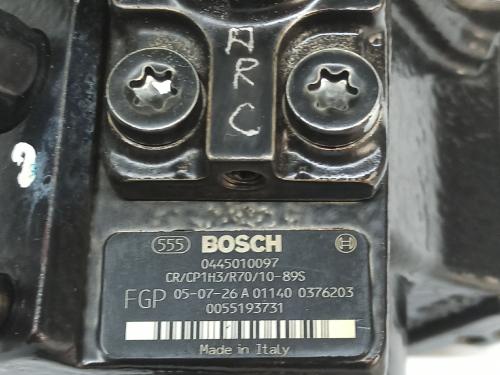 ARC
2
555 BOSCH
0445010097
CR/CP1H3/R70/10-89S
FGP 05-07-26 A 01140 0376203
0055193731
Made in Italy